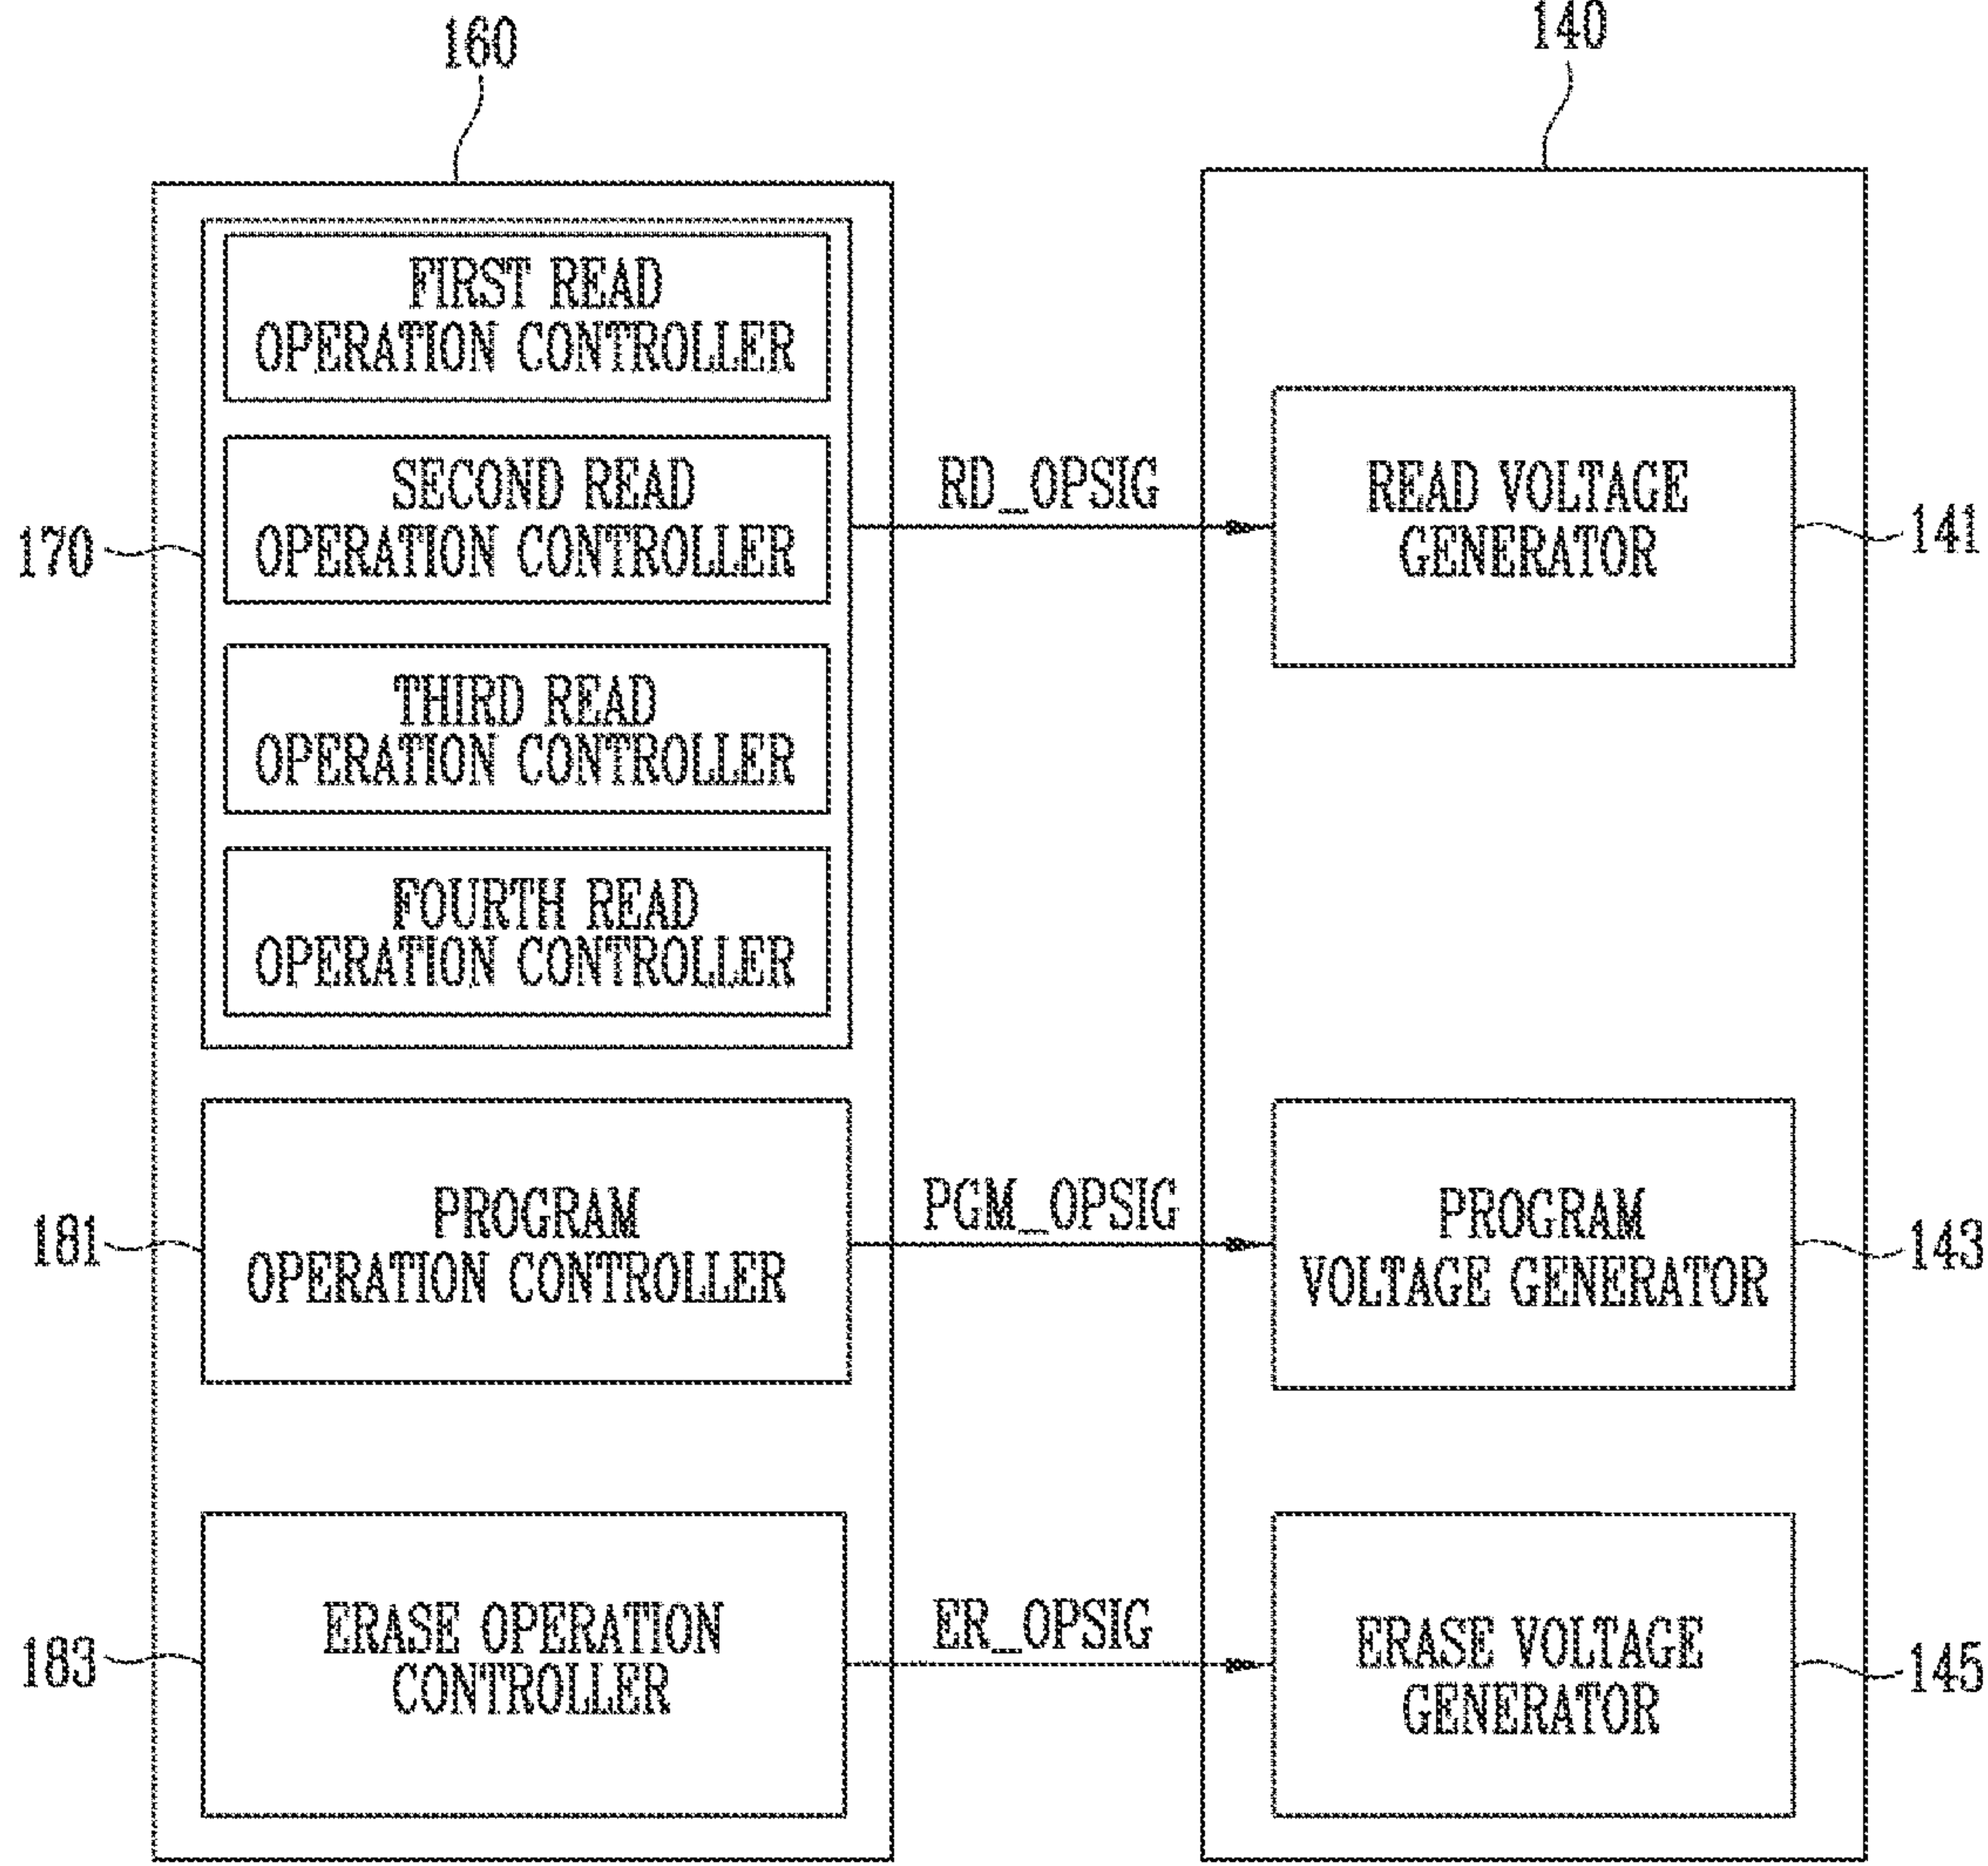 160
140
FIRST READ
OPERATION CONTROLLER
SECOND READ
OPERATION CONTROLLER
170
RD_OPSIG
READ VOLTAGE
GENERATOR
141
THIRD READ
OPERATION CONTROLLER
FOURTH READ
OPERATION CONTROLLER
181
PROGRAM
OPERATION CONTROLLER
PGM_OPSIG
PROGRAM
VOLTAGE GENERATOR
143
183
ERASE OPERATION
CONTROLLER
ER_OPSIG
ERASE VOLTAGE
GENERATOR
145